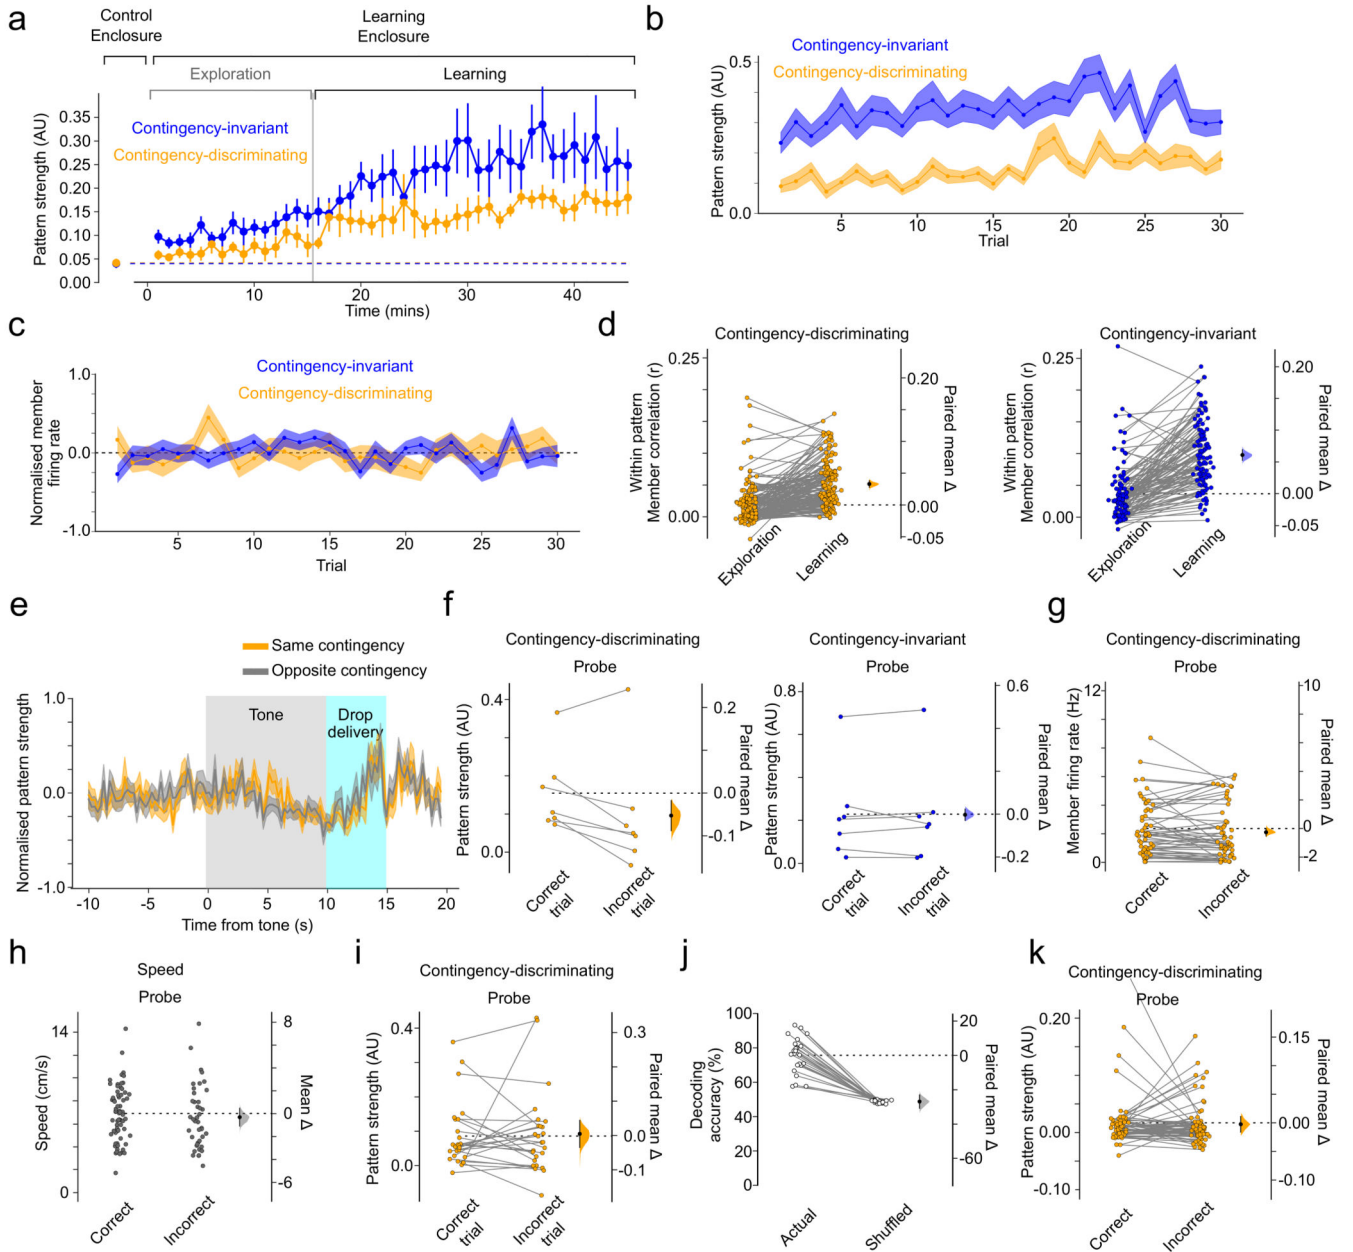 a
Control
Enclosure
Learning
Enclosure
Exploration
Learning
Contingency-invariant
Contingency-discriminating
Pattern strength (AU)
0.35
0.30
0.25
0.20
0.15
0.10
0.05
0.00
0
10
20
30
40
Time (mins)
b
Contingency-invariant
Contingency-discriminating
Pattern strength (AU)
0.5
0.0
5
10
15
20
25
30
Trial
c
Contingency-invariant
Contingency-discriminating
Normalised member
firing rate
1.0
0.0
-1.0
5
10
15
20
25
30
Trial
d
Contingency-discriminating
Within pattern
Member correlation (r)
0.25
0.00
Exploration
Learning
0.20
0.00
-0.05
Paired mean Δ
Contingency-invariant
Within pattern
Member correlation (r)
0.25
0.00
Exploration
Learning
0.20
0.00
-0.05
Paired mean Δ
e
Same contingency
Opposite contingency
Normalised pattern strength
1.0
0.0
-1.0
Tone
Drop
delivery
-10
-5
0
5
10
15
20
Time from tone (s)
f
Contingency-discriminating
Probe
Pattern strength (AU)
0.4
0.0
Correct
trial
Incorrect
trial
0.2
0.0
-0.1
Paired mean Δ
Contingency-invariant
Probe
Pattern strength (AU)
0.8
0.0
Correct
trial
Incorrect
trial
0.6
0.0
-0.2
Paired mean Δ
g
Contingency-discriminating
Probe
Member firing rate (Hz)
12
0
Correct
Incorrect
10
0
-2
Paired mean Δ
h
Speed
Probe
Speed (cm/s)
14
0
Correct
Incorrect
8
0
-6
Mean Δ
i
Contingency-discriminating
Probe
Pattern strength (AU)
0.4
0.0
Correct
trial
Incorrect
trial
0.3
0.0
-0.1
Paired mean Δ
j
Decoding
accuracy (%)
100
80
60
40
20
0
Actual
Shuffled
20
0
-60
Paired mean Δ
k
Contingency-discriminating
Probe
Pattern strength (AU)
0.20
0.00
-0.10
Correct
Incorrect
0.15
0.00
-0.10
Paired mean Δ